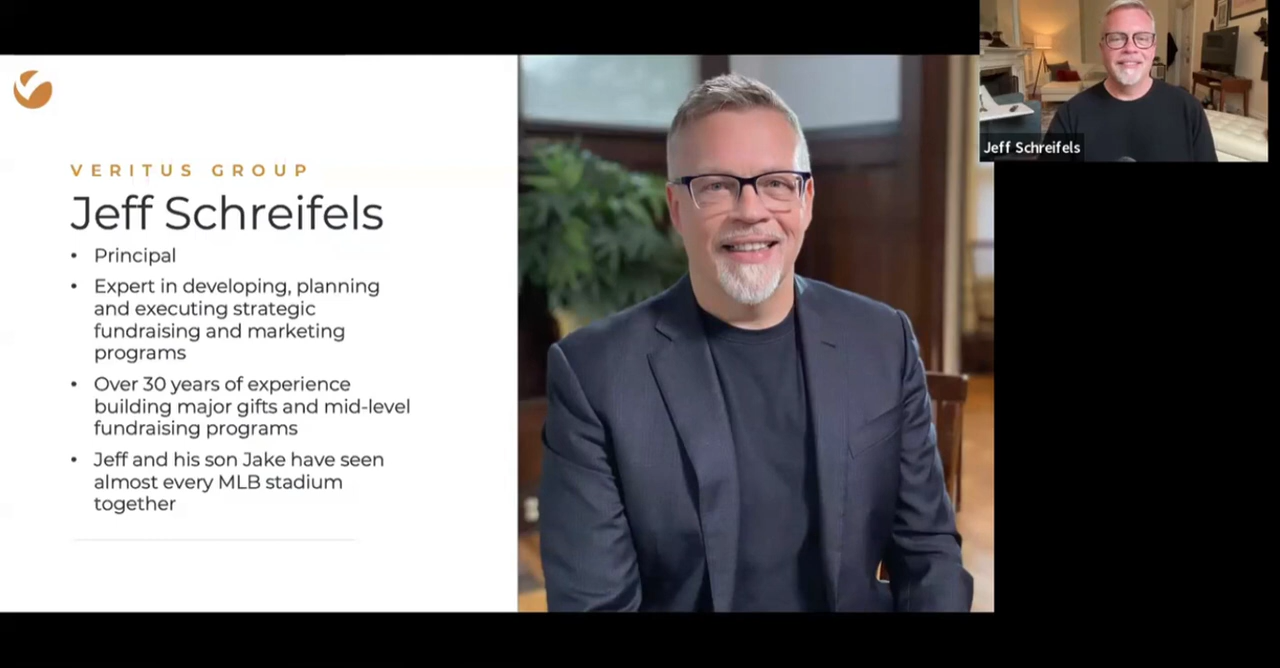 VERITUS GROUP
Jeff Schreifels
• Principal
• Expert in developing, planning
and executing strategic
fundraising and marketing
programs
• Over 30 years of experience
building major gifts and mid-level
fundraising programs
• Jeff and his son Jake have seen
almost every MLB stadium
together
Jeff Schreifels